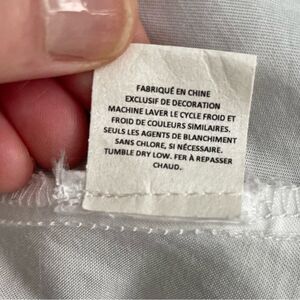 FABRIQUÉ EN CHINE
EXCLUSIF DE DECORATION
MACHINE LAVER LE CYCLE FROID ET
FROID DE COULEURS SIMILAIRES.
SEULS LES AGENTS DE BLANCHIMENT
SANS CHLORE, SI NÉCESSAIRE.
TUMBLE DRY LOW. FER À REPASSER
CHAUD.